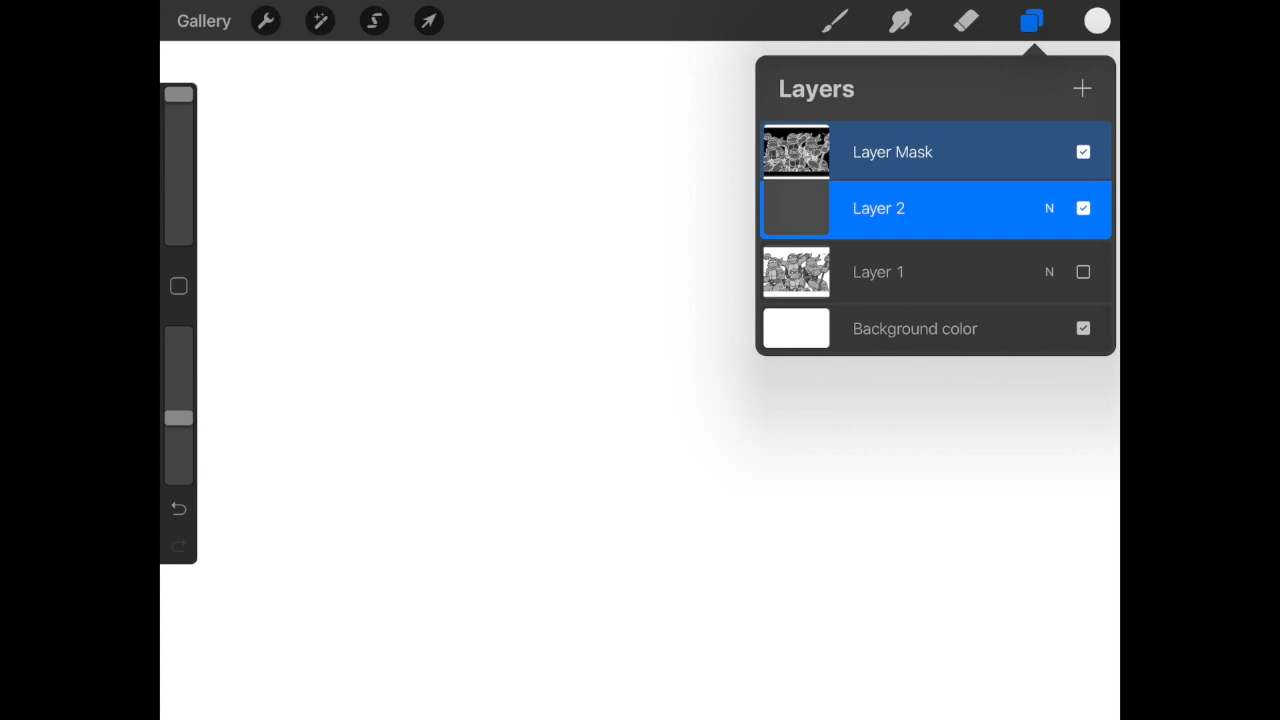 Gallery
Layers
Layer Mask
Layer 2 N
Layer 1 N
Background color